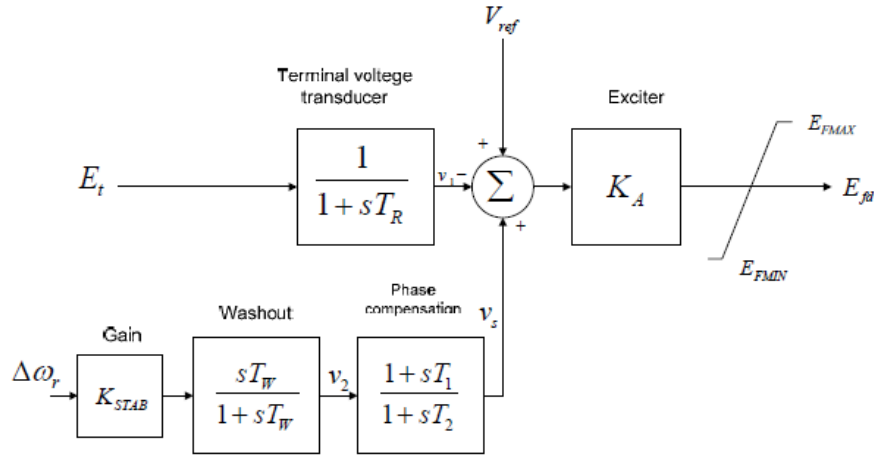 V_ref
Terminal voltege
transducer
Exciter
E_t
1
1 + sT_R
v_1
−
+
Σ
+
K_A
E_FMAX
E_fd
E_FMIN
Phase
compensation
Washout
Gain
v_s
Δω_r
K_STAB
sT_W
1 + sT_W
v_2
1 + sT_1
1 + sT_2